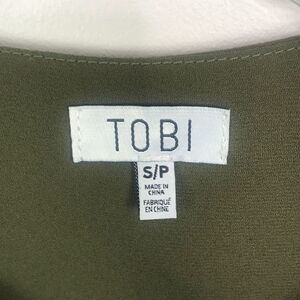 TOBI
S/P
MADE IN
CHINA
FABRIQUÉ
EN CHINE